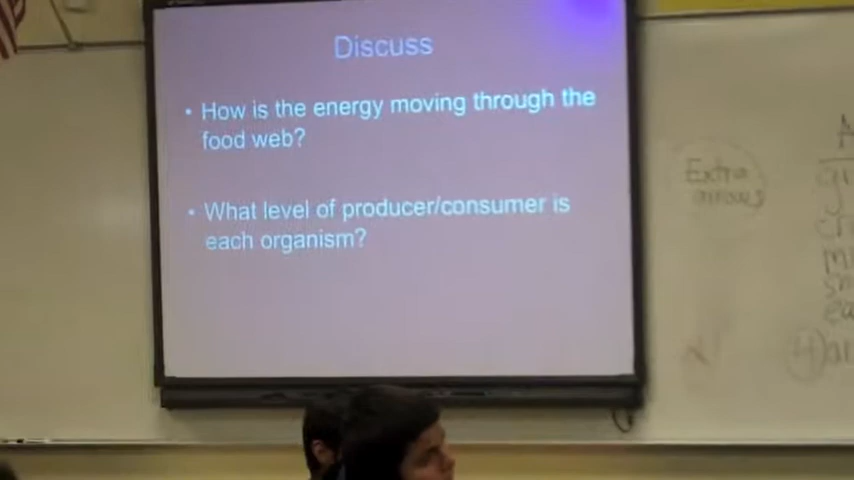 Discuss
• How is the energy moving through the
food web?
• What level of producer/consumer is
each organism?
Extra
arrows